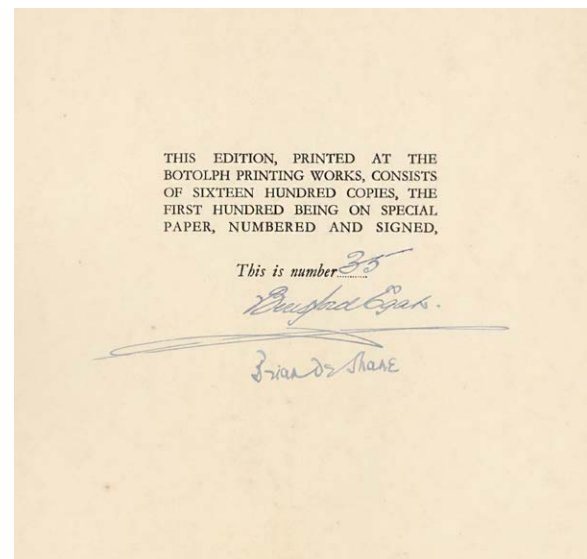 THIS EDITION, PRINTED AT THE
BOTOLPH PRINTING WORKS, CONSISTS
OF SIXTEEN HUNDRED COPIES, THE
FIRST HUNDRED BEING ON SPECIAL
PAPER, NUMBERED AND SIGNED,
This is number 35
Beresford Egan.
Brian De Shane